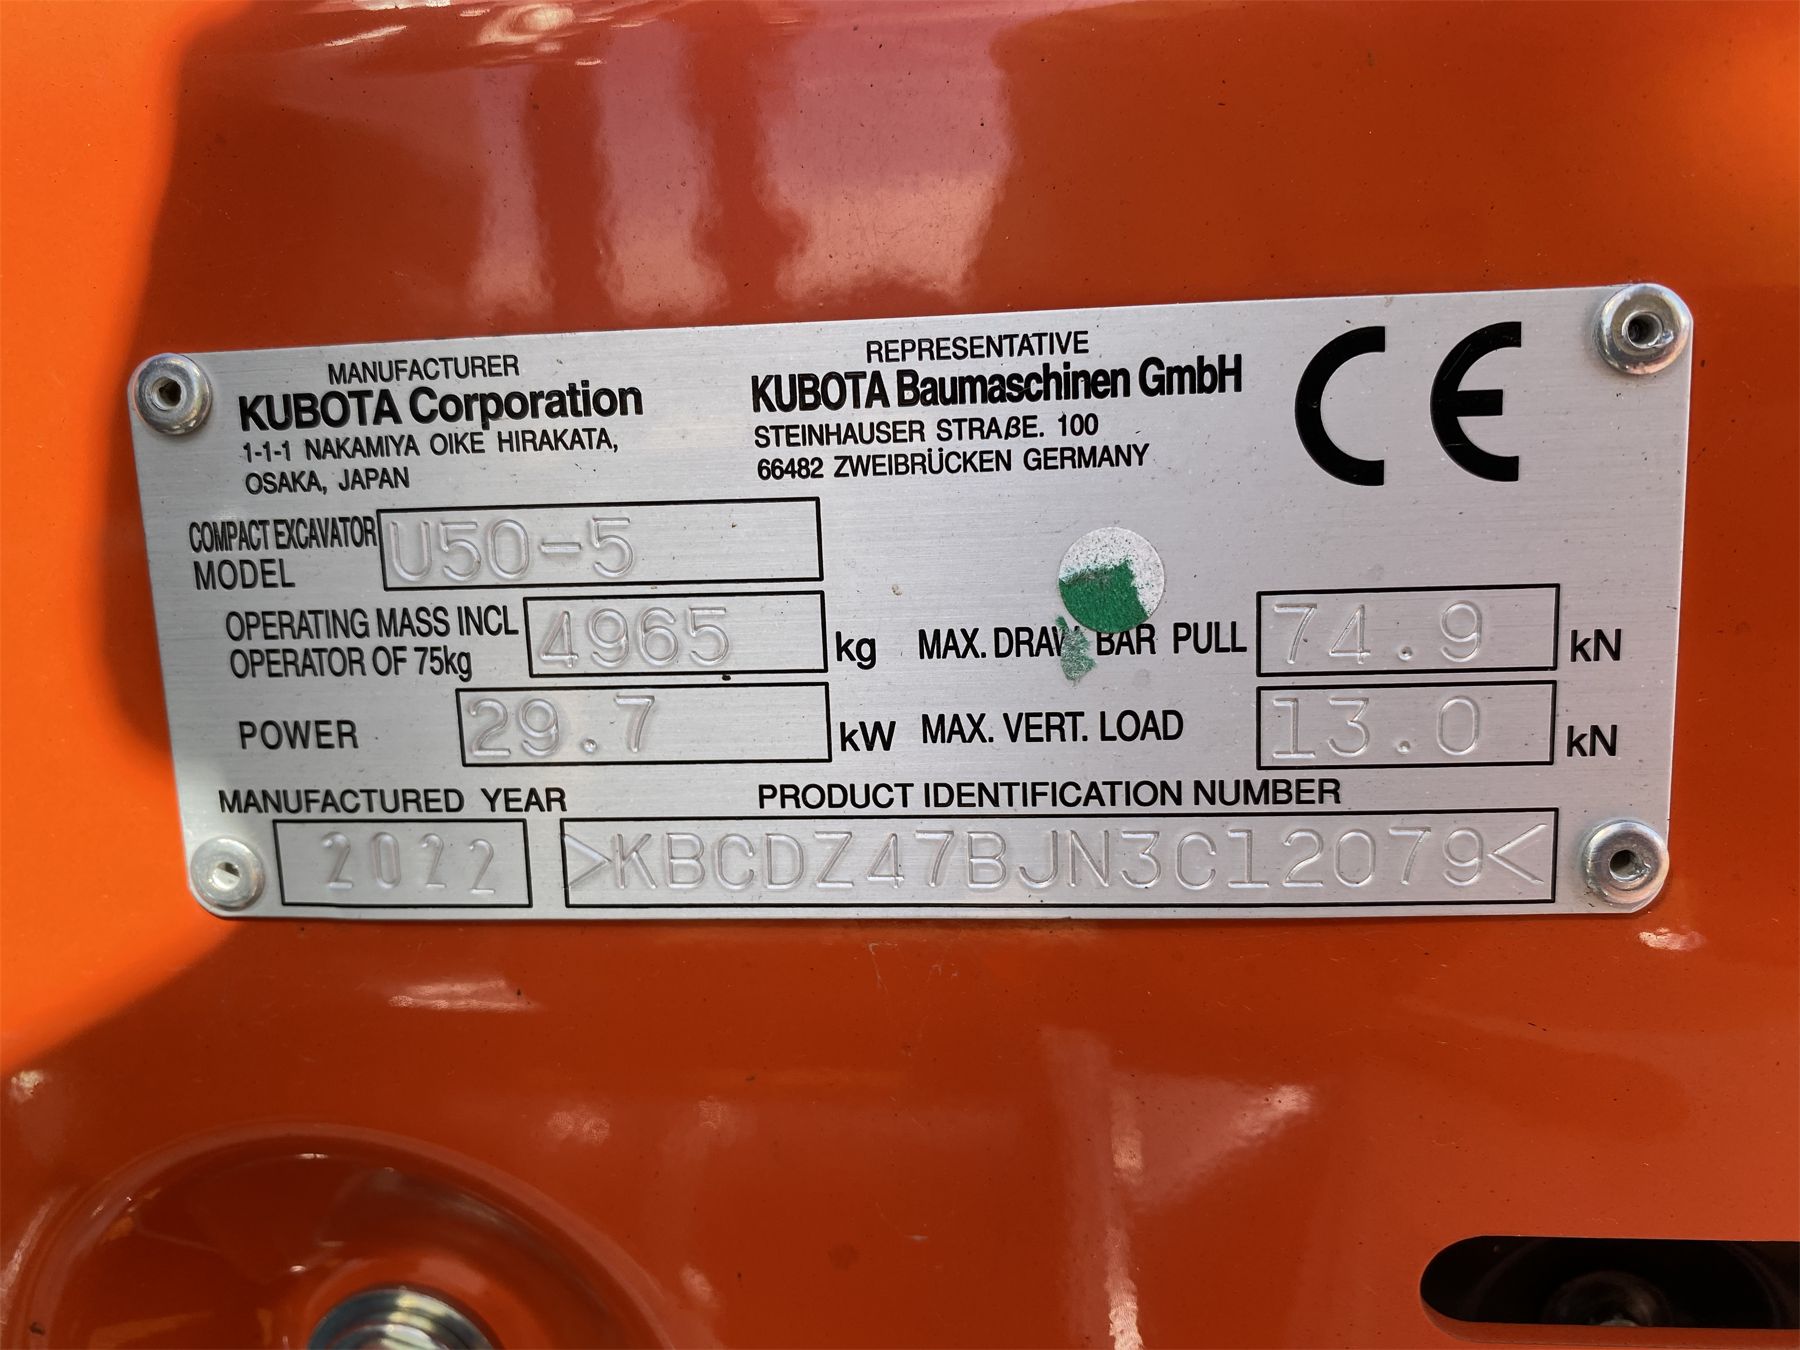 MANUFACTURER
KUBOTA Corporation
1-1-1 NAKAMIYA OIKE HIRAKATA,
OSAKA, JAPAN
REPRESENTATIVE
KUBOTA Baumaschinen GmbH
STEINHAUSER STRAßE. 100
66482 ZWEIBRÜCKEN GERMANY
CE
COMPACT EXCAVATOR
MODEL U50-5
OPERATING MASS INCL
OPERATOR OF 75kg 4965 kg
MAX. DRAW BAR PULL 74.9 kN
POWER 29.7 kW
MAX. VERT. LOAD 13.0 kN
MANUFACTURED YEAR
2022
PRODUCT IDENTIFICATION NUMBER
>KBCDZ47BJN3C12079<